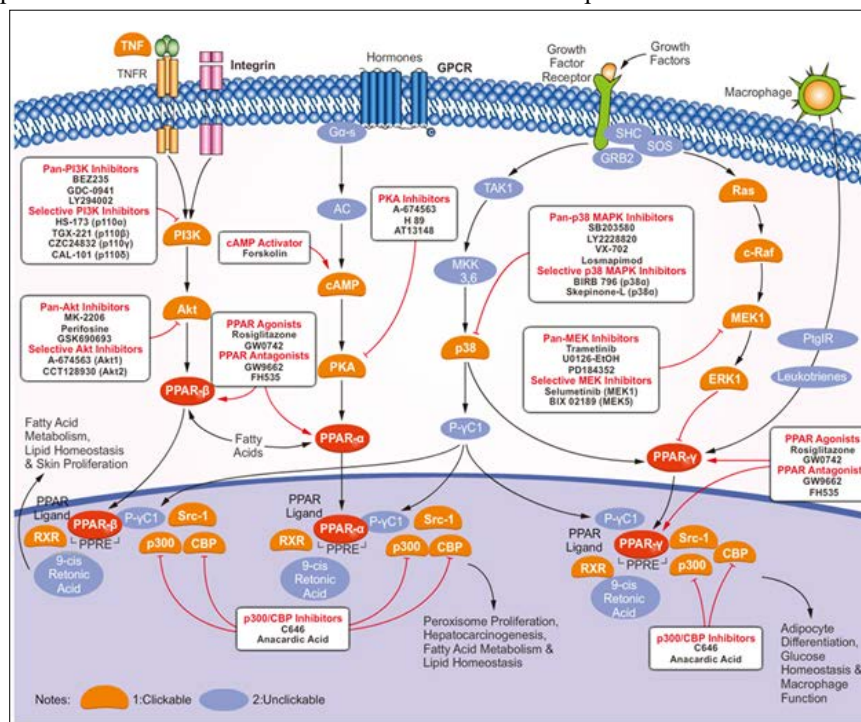 TNF
TNFR
Integrin
Hormones
GPCR
Growth
Factor
Receptor
Growth
Factors
Macrophage
Gα-s
C
SHC
SOS
GRB2
Pan-PI3K Inhibitors
BEZ235
GDC-0941
LY294002
Selective PI3K Inhibitors
HS-173 (p110α)
TGX-221 (p110β)
CZC24832 (p110γ)
CAL-101 (p110δ)
PI3K
AC
cAMP Activator
Forskolin
cAMP
PKA Inhibitors
A-674563
H 89
AT13148
TAK1
Pan-p38 MAPK Inhibitors
SB203580
LY2228820
VX-702
Losmapimod
Selective p38 MAPK Inhibitors
BIRB 796 (p38α)
Skepinone-L (p38α)
MKK
3,6
Ras
c-Raf
MEK1
Pan-Akt Inhibitors
MK-2206
Perifosine
GSK690693
Selective Akt Inhibitors
A-674563 (Akt1)
CCT128930 (Akt2)
Akt
PPAR Agonists
Rosiglitazone
GW0742
PPAR Antagonists
GW9662
FH535
PKA
p38
Pan-MEK Inhibitors
Trametinib
U0126-EtOH
PD184352
Selective MEK Inhibitors
Selumetinib (MEK1)
BIX 02189 (MEK5)
ERK1
PtgIR
Leukotrienes
PPAR-β
Fatty Acid
Metabolism,
Lipid Homeostasis
& Skin Proliferation
Fatty
Acids
PPAR-α
P-γC1
PPAR-γ
PPAR Agonists
Rosiglitazone
GW0742
PPAR Antagonists
GW9662
FH535
PPAR
Ligand
PPAR-β
P-γC1
Src-1
RXR
PPRE
p300
CBP
9-cis
Retonic
Acid
PPAR
Ligand
PPAR-α
P-γC1
Src-1
RXR
PPRE
p300
CBP
9-cis
Retonic
Acid
P-γC1
PPAR
Ligand
PPAR-γ
Src-1
CBP
RXR
PPRE
p300
9-cis
Retonic
Acid
p300/CBP Inhibitors
C646
Anacardic Acid
Peroxisome Proliferation,
Hepatocarcinogenesis,
Fatty Acid Metabolism &
Lipid Homeostasis
p300/CBP Inhibitors
C646
Anacardic Acid
Adipocyte
Differentiation,
Glucose
Homeostasis &
Macrophage
Function
Notes:
1:Clickable
2:Unclickable